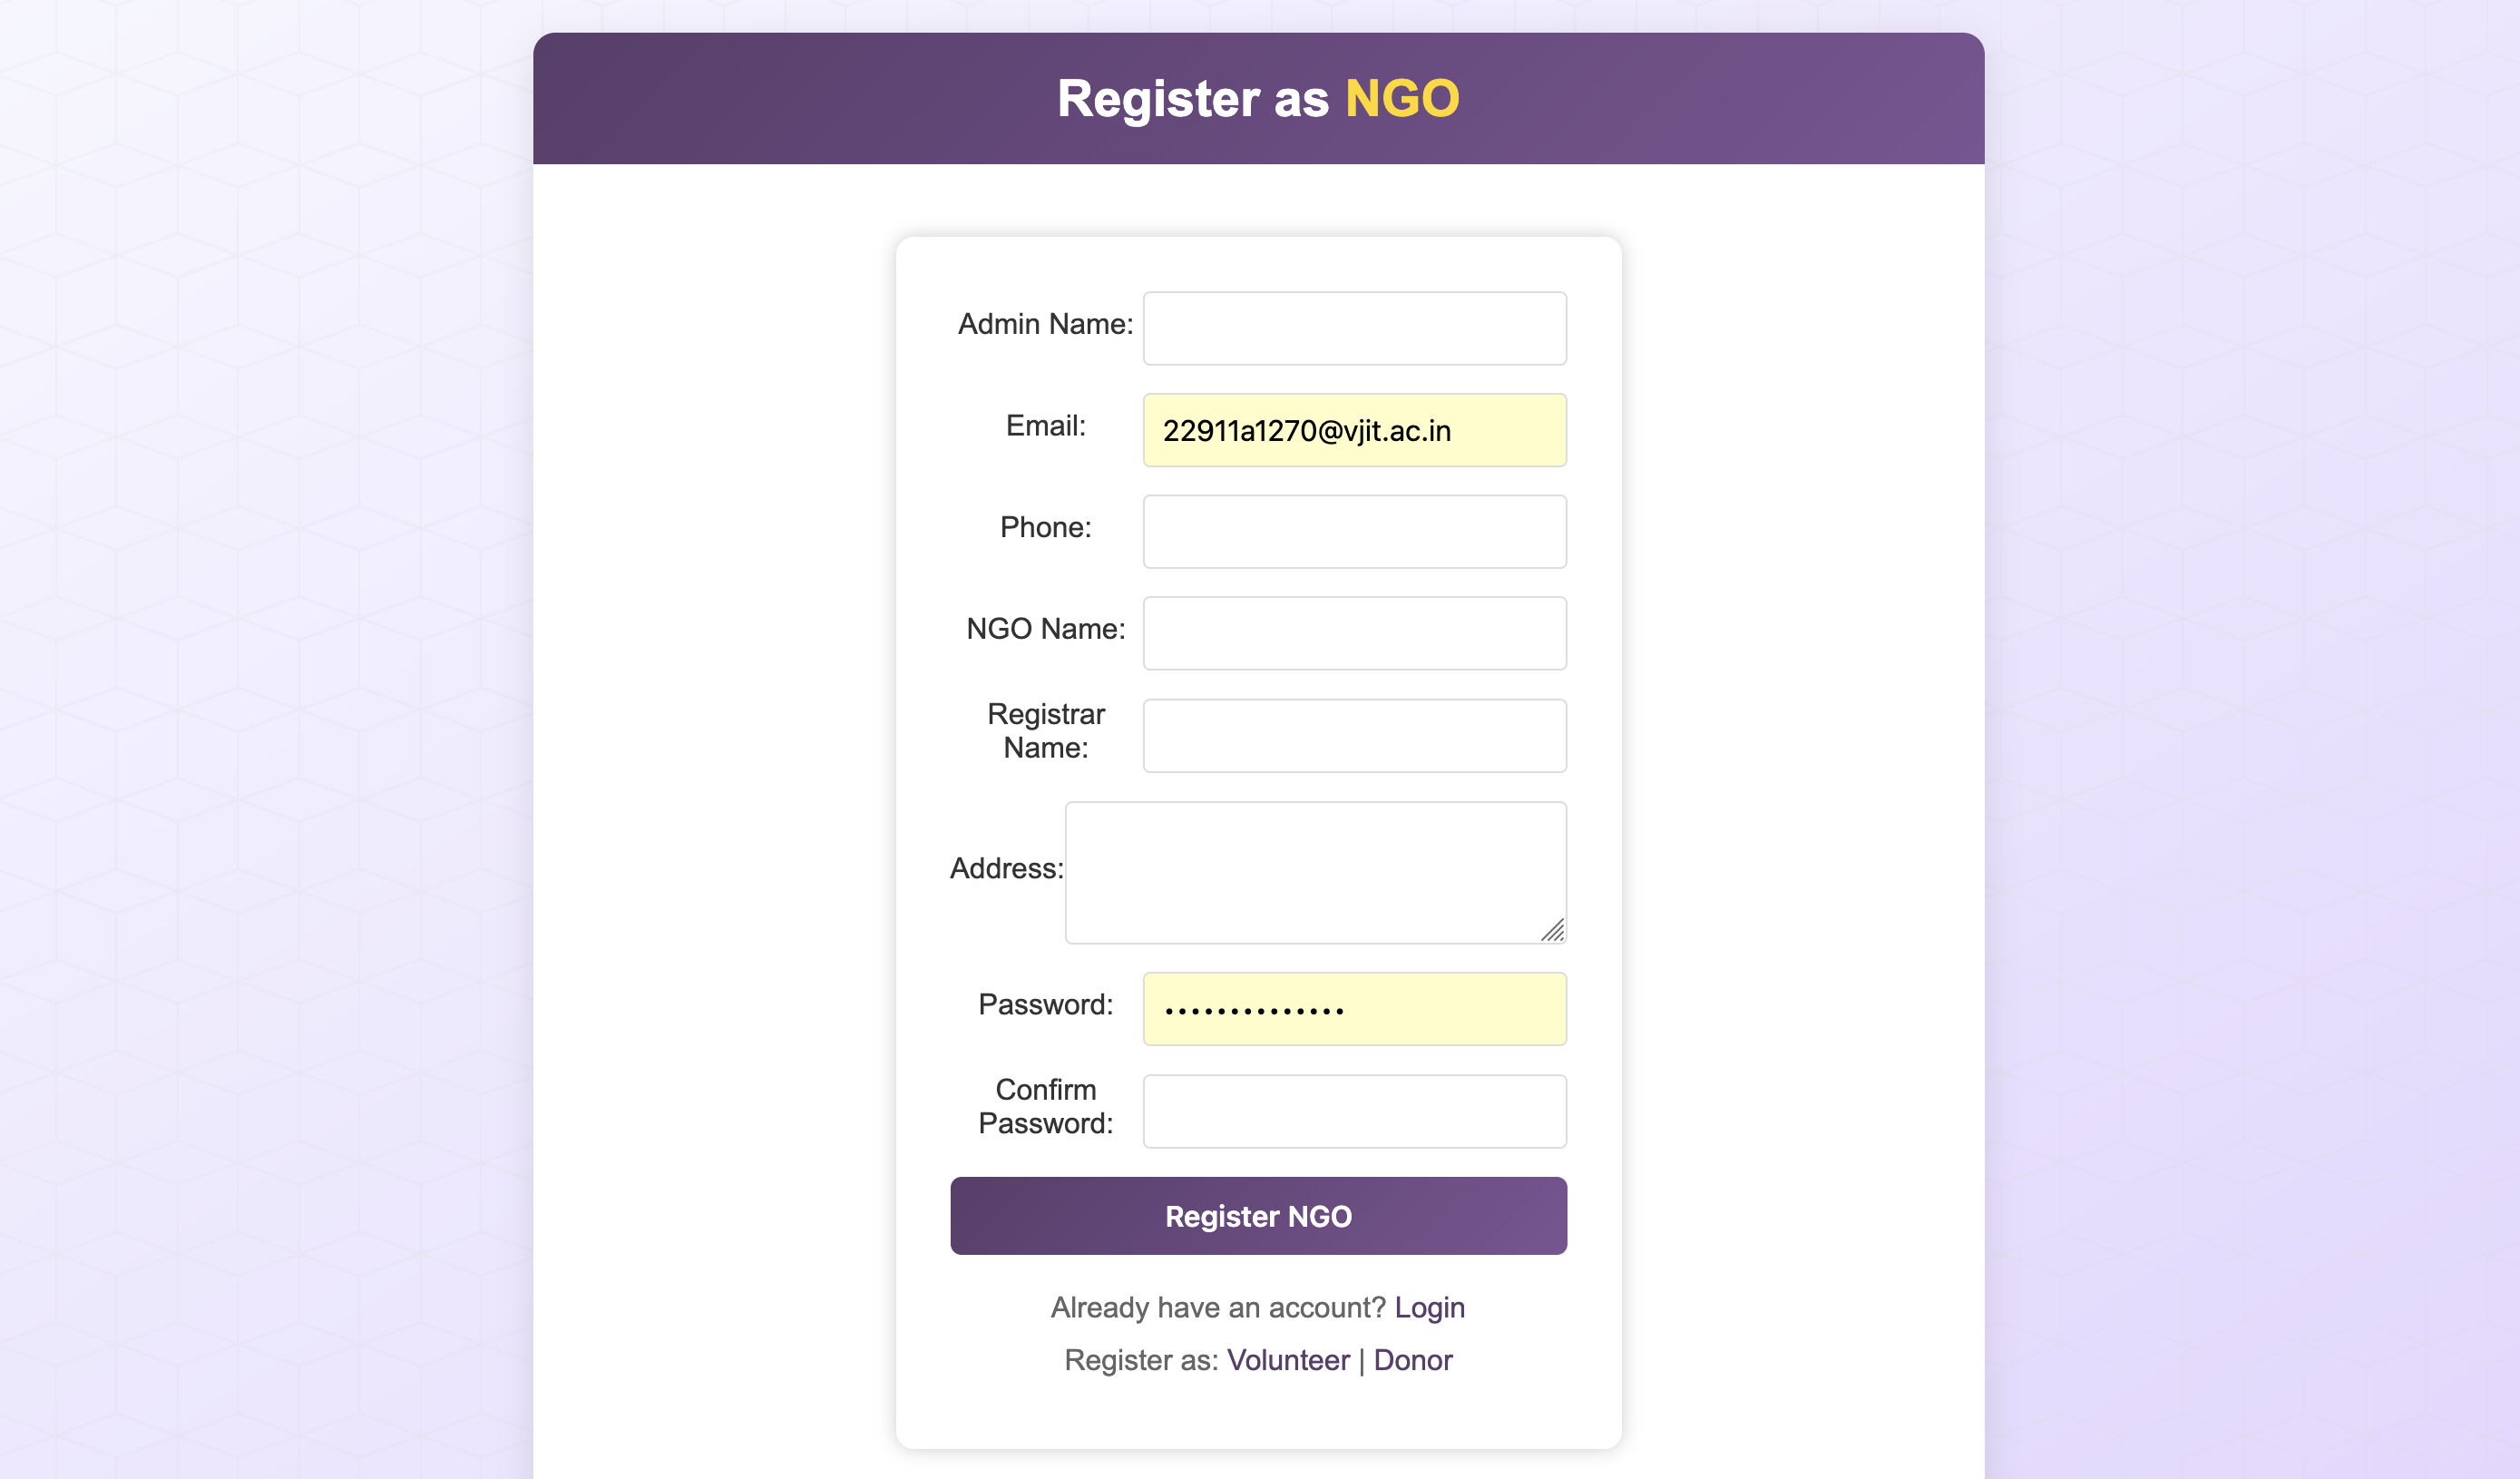 Register as NGO
Admin Name:
Email: 22911a1270@vjit.ac.in
Phone:
NGO Name:
Registrar
Name:
Address:
Password: ••••••••••••••
Confirm
Password:
Register NGO
Already have an account? Login
Register as: Volunteer | Donor